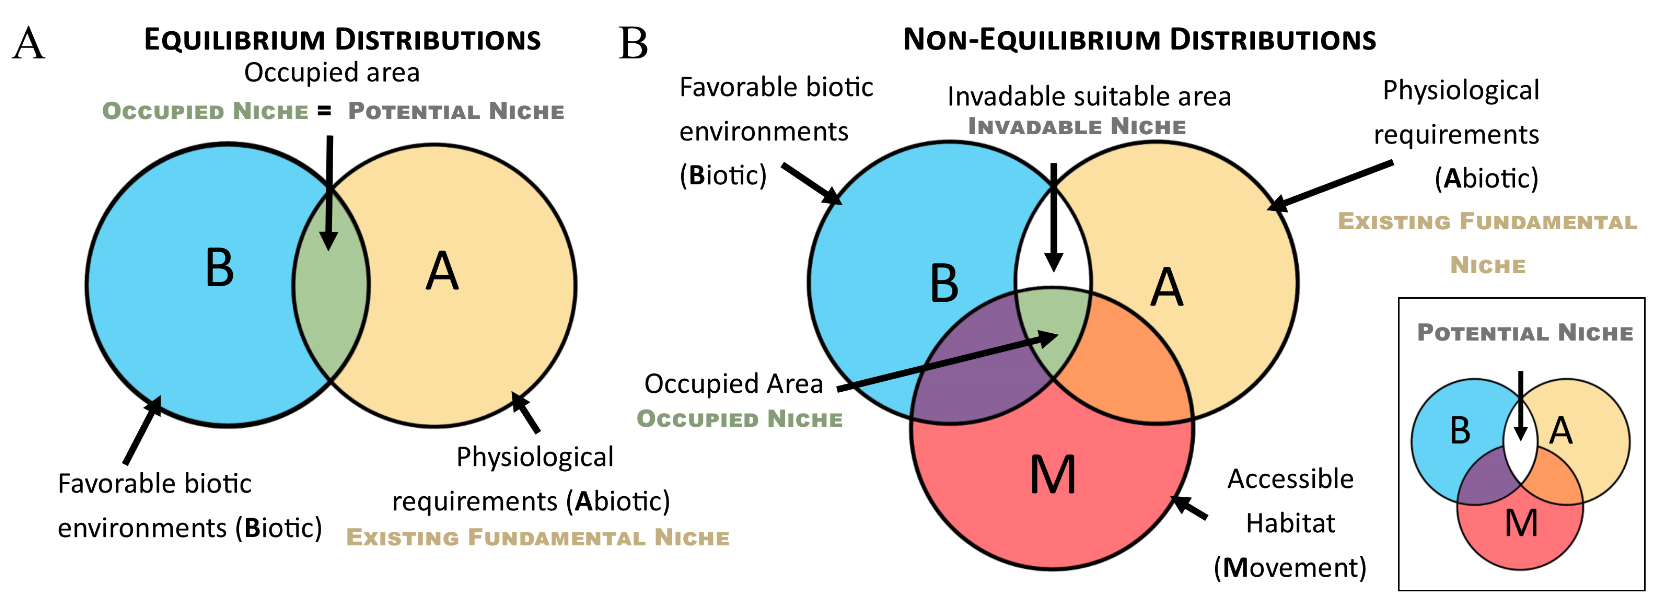 A
EQUILIBRIUM DISTRIBUTIONS
Occupied area
OCCUPIED NICHE = POTENTIAL NICHE
B
A
Favorable biotic
environments (Biotic)
Physiological
requirements (Abiotic)
EXISTING FUNDAMENTAL NICHE
B
NON-EQUILIBRIUM DISTRIBUTIONS
Favorable biotic
environments
(Biotic)
Invadable suitable area
INVADABLE NICHE
Physiological
requirements
(Abiotic)
EXISTING FUNDAMENTAL
NICHE
B
A
Occupied Area
OCCUPIED NICHE
M
Accessible
Habitat
(Movement)
POTENTIAL NICHE
B
A
M